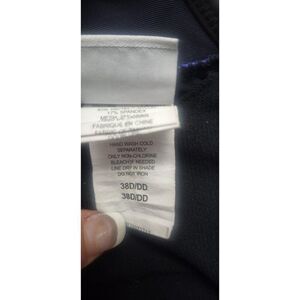 17% SPANDEX
FABRIQUE EN CHINE
HAND WASH COLD
SEPARATELY
ONLY NON-CHLORINE
BLEACH IF NEEDED
LINE DRY IN SHADE
DO NOT IRON
38D/DD
38D/DD